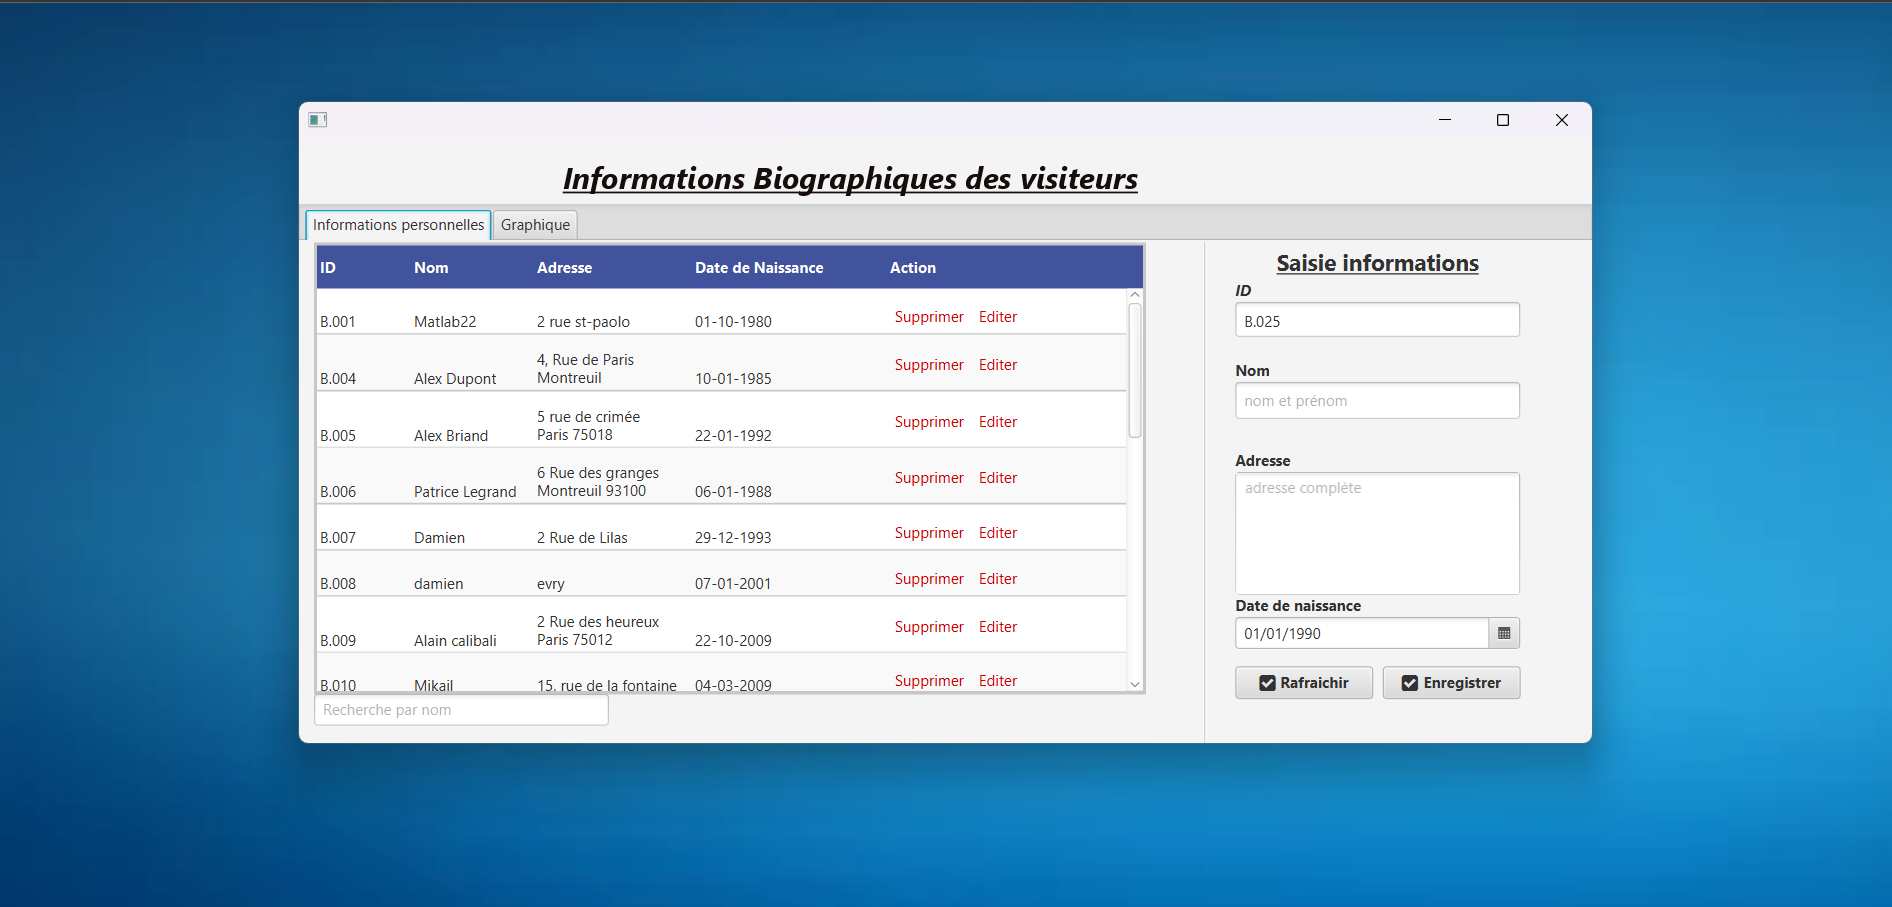 Informations Biographiques des visiteurs
Informations personnelles Graphique
ID Nom Adresse Date de Naissance Action
B.001 Matlab22 2 rue st-paolo 01-10-1980 Supprimer Editer
B.004 Alex Dupont 4, Rue de Paris
Montreuil 10-01-1985 Supprimer Editer
B.005 Alex Briand 5 rue de crimée
Paris 75018 22-01-1992 Supprimer Editer
B.006 Patrice Legrand 6 Rue des granges
Montreuil 93100 06-01-1988 Supprimer Editer
B.007 Damien 2 Rue de Lilas 29-12-1993 Supprimer Editer
B.008 damien evry 07-01-2001 Supprimer Editer
B.009 Alain calibali 2 Rue des heureux
Paris 75012 22-10-2009 Supprimer Editer
B.010 Mikail 15, rue de la fontaine 04-03-2009 Supprimer Editer
Recherche par nom
Saisie informations
ID
B.025
Nom
nom et prénom
Adresse
adresse complète
Date de naissance
01/01/1990
Rafraichir Enregistrer